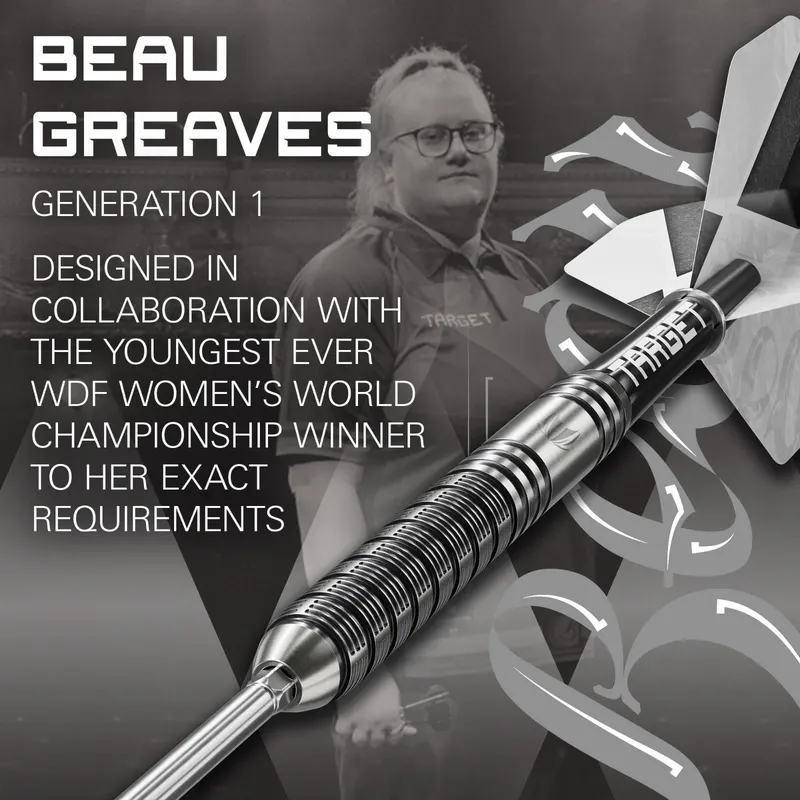 BEAU
GREAVES
GENERATION 1
DESIGNED IN
COLLABORATION WITH
THE YOUNGEST EVER
WDF WOMEN'S WORLD
CHAMPIONSHIP WINNER
TO HER EXACT
REQUIREMENTS
TARGET
TARGET